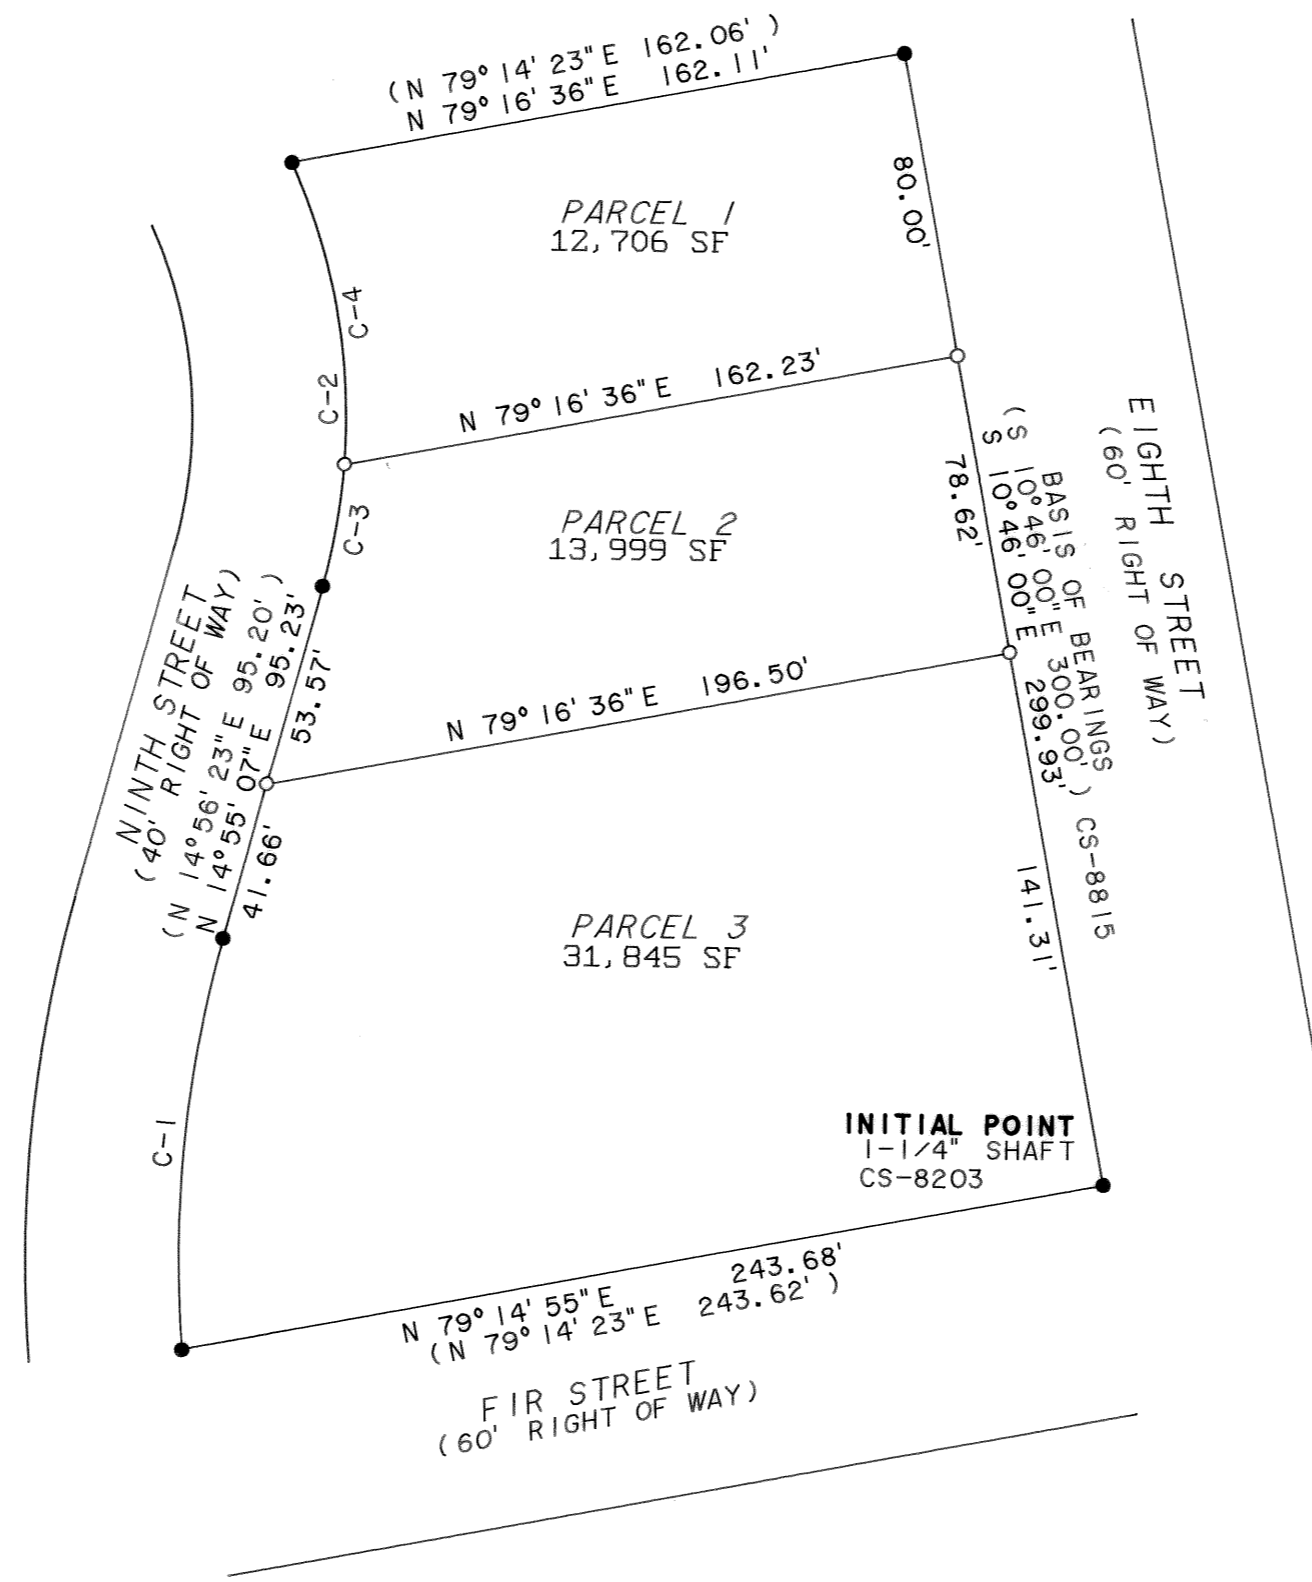 (N 79° 14' 23"E 162.06' )
N 79° 16' 36"E 162.11'
80.00'
PARCEL 1
12,706 SF
C-4
C-2
N 79° 16' 36"E 162.23'
C-3
PARCEL 2
13,999 SF
78.62'
(S 10°46' 00"E 300.00' ) CS-8815
S 10°46' 00"E 299.93'
BASIS OF BEARINGS
EIGHTH STREET
(60' RIGHT OF WAY)
NINTH STREET
(40' RIGHT OF WAY)
(N 14°56' 23"E 95.20' )
N 14°55' 07"E 95.23'
53.57'
N 79° 16' 36"E 196.50'
41.66'
PARCEL 3
31,845 SF
141.31'
C-1
INITIAL POINT
1-1/4" SHAFT
CS-8203
N 79° 14' 55"E 243.68'
(N 79° 14' 23"E 243.62' )
FIR STREET
(60' RIGHT OF WAY)